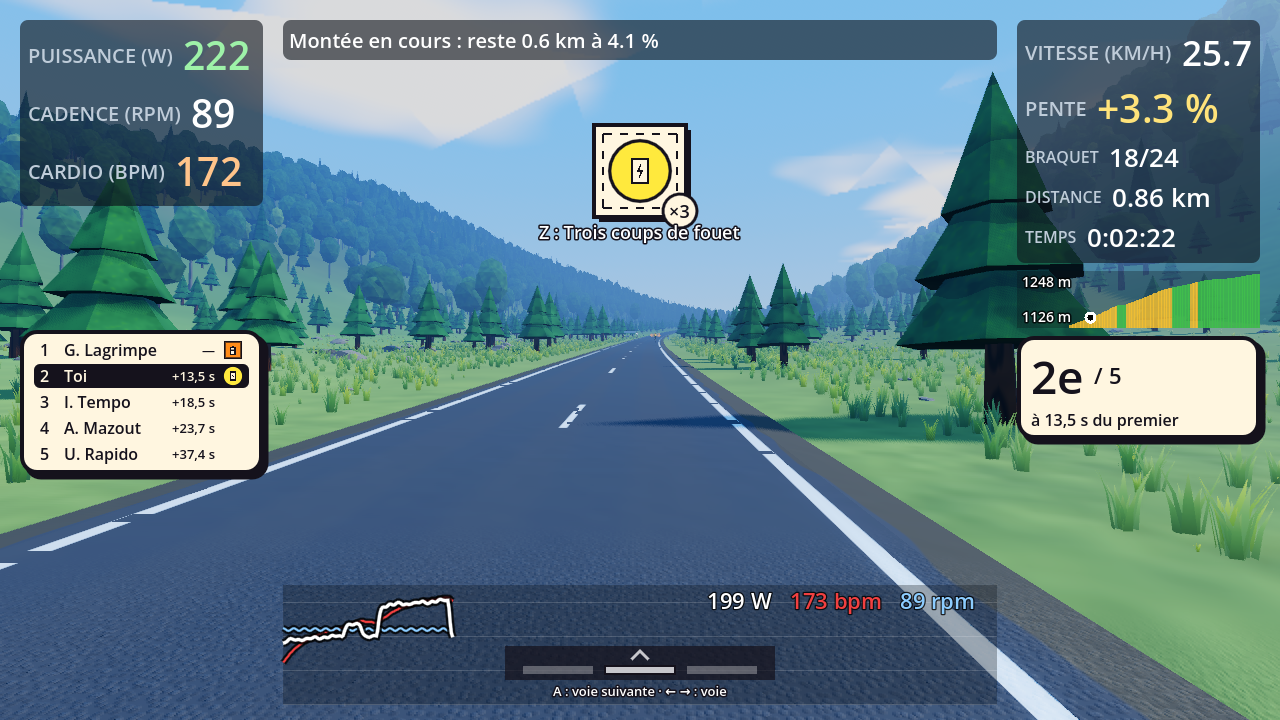 PUISSANCE (W) 222
CADENCE (RPM) 89
CARDIO (BPM) 172
Montée en cours : reste 0.6 km à 4.1 %
VITESSE (KM/H) 25.7
PENTE +3.3 %
BRAQUET 18/24
DISTANCE 0.86 km
TEMPS 0:02:22
×3
Z : Trois coups de fouet
1248 m
1126 m
1 G. Lagrimpe —
2 Toi +13,5 s
3 I. Tempo +18,5 s
4 A. Mazout +23,7 s
5 U. Rapido +37,4 s
2e / 5
à 13,5 s du premier
199 W 173 bpm 89 rpm
A : voie suivante · ← → : voie